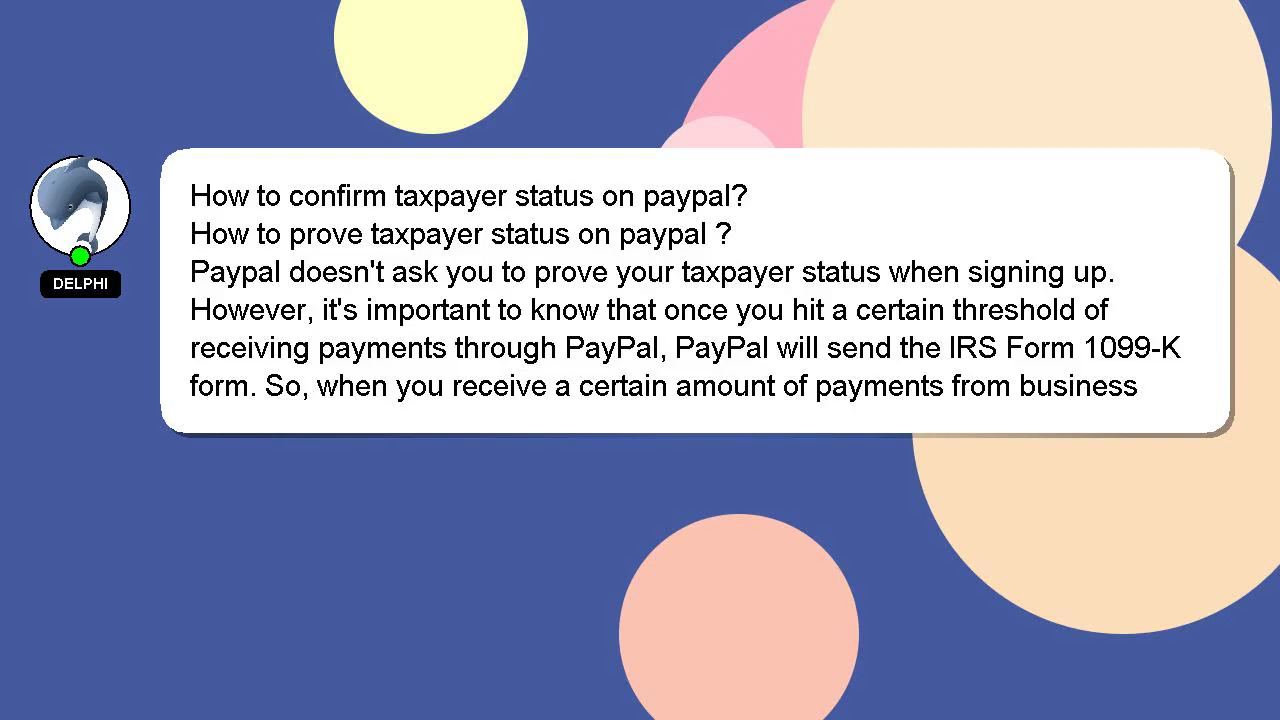 How to confirm taxpayer status on paypal?
How to prove taxpayer status on paypal ?
Paypal doesn't ask you to prove your taxpayer status when signing up.
However, it's important to know that once you hit a certain threshold of
receiving payments through PayPal, PayPal will send the IRS Form 1099-K
form. So, when you receive a certain amount of payments from business
DELPHI